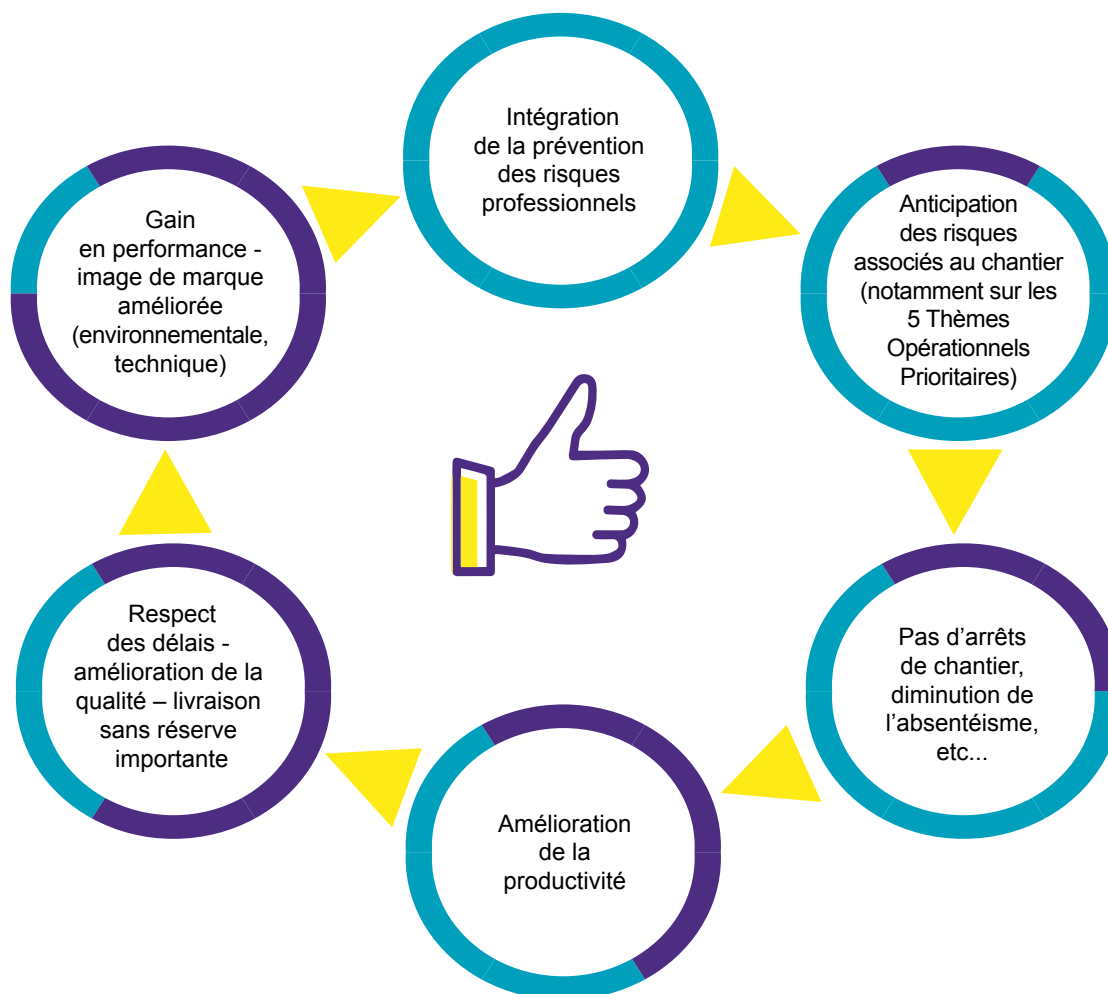 Intégration
de la prévention
des risques
professionnels
Anticipation
des risques
associés au chantier
(notamment sur les
5 Thèmes
Opérationnels
Prioritaires)
Pas d’arrêts
de chantier,
diminution de
l’absentéisme,
etc...
Amélioration
de la
productivité
Respect
des délais -
amélioration de la
qualité – livraison
sans réserve
importante
Gain
en performance -
image de marque
améliorée
(environnementale,
technique)